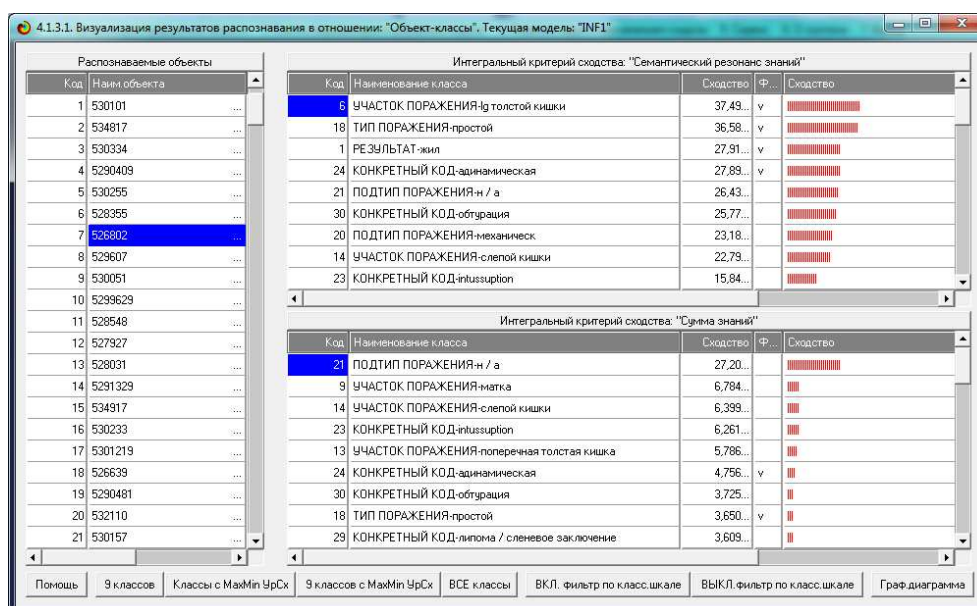 4.1.3.1. Визуализация результатов распознавания в отношении: "Объект-классы". Текущая модель: "INF1"
Распознаваемые объекты
Код Наим.объекта
1 530101 ...
2 534817 ...
3 530334 ...
4 5290409 ...
5 530255 ...
6 528355 ...
7 526802 ...
8 529607 ...
9 530051 ...
10 5299629 ...
11 528548 ...
12 527927 ...
13 528031 ...
14 5291329 ...
15 534917 ...
16 530233 ...
17 5301219 ...
18 526639 ...
19 5290481 ...
20 532110 ...
21 530157 ...
Интегральный критерий сходства: "Семантический резонанс знаний"
Код Наименование класса Сходство Ф... Сходство
6 УЧАСТОК ПОРАЖЕНИЯ-lg толстой кишки 37,49... v
18 ТИП ПОРАЖЕНИЯ-простой 36,58... v
1 РЕЗУЛЬТАТ-жил 27,91... v
24 КОНКРЕТНЫЙ КОД-адинамическая 27,89... v
21 ПОДТИП ПОРАЖЕНИЯ-н / а 26,43...
30 КОНКРЕТНЫЙ КОД-обтурация 25,77...
20 ПОДТИП ПОРАЖЕНИЯ-механическ 23,18...
14 УЧАСТОК ПОРАЖЕНИЯ-слепой кишки 22,79...
23 КОНКРЕТНЫЙ КОД-intussuption 15,84...
Интегральный критерий сходства: "Сумма знаний"
Код Наименование класса Сходство Ф... Сходство
21 ПОДТИП ПОРАЖЕНИЯ-н / а 27,20...
9 УЧАСТОК ПОРАЖЕНИЯ-матка 6,784...
14 УЧАСТОК ПОРАЖЕНИЯ-слепой кишки 6,399...
23 КОНКРЕТНЫЙ КОД-intussuption 6,261...
13 УЧАСТОК ПОРАЖЕНИЯ-поперечная толстая кишка 5,786...
24 КОНКРЕТНЫЙ КОД-адинамическая 4,756... v
30 КОНКРЕТНЫЙ КОД-обтурация 3,725...
18 ТИП ПОРАЖЕНИЯ-простой 3,650... v
29 КОНКРЕТНЫЙ КОД-липома / сленевое заключение 3,609...
Помощь 9 классов Классы с MaxMin УрСх 9 классов с MaxMin УрСх ВСЕ классы ВКЛ. фильтр по класс.шкале ВЫКЛ.фильтр по класс.шкале Граф.диаграмма